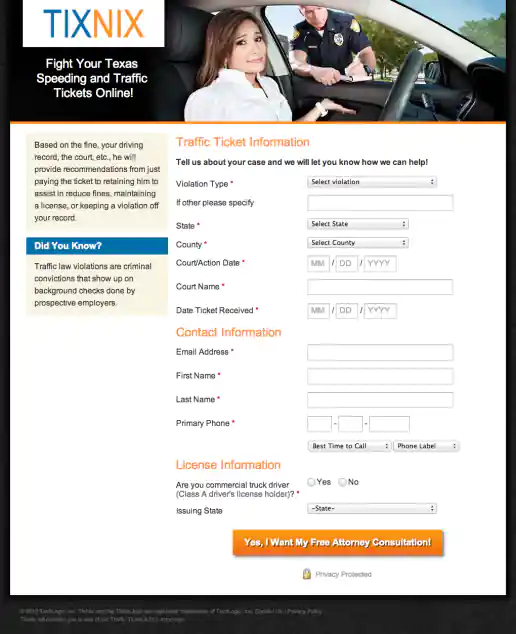 TIXNIX
Fight Your Texas
Speeding and Traffic
Tickets Online!
Based on the fine, your driving
record, the court, etc., he will
provide recommendations from just
paying the ticket to retaining him to
assist in reduce fines, maintaining
a license, or keeping a violation off
your record.
Did You Know?
Traffic law violations are criminal
convictions that show up on
background checks done by
prospective employers.
Traffic Ticket Information
Tell us about your case and we will let you know how we can help!
Violation Type * Select violation
If other please specify
State * Select State
County * Select County
Court/Action Date * MM / DD / YYYY
Court Name *
Date Ticket Received * MM / DD / YYYY
Contact Information
Email Address *
First Name *
Last Name *
Primary Phone * - -
Best Time to Call Phone Label
License Information
Are you commercial truck driver
(Class A driver's license holder)? * Yes No
Issuing State -State-
Yes, I Want My Free Attorney Consultation!
Privacy Protected